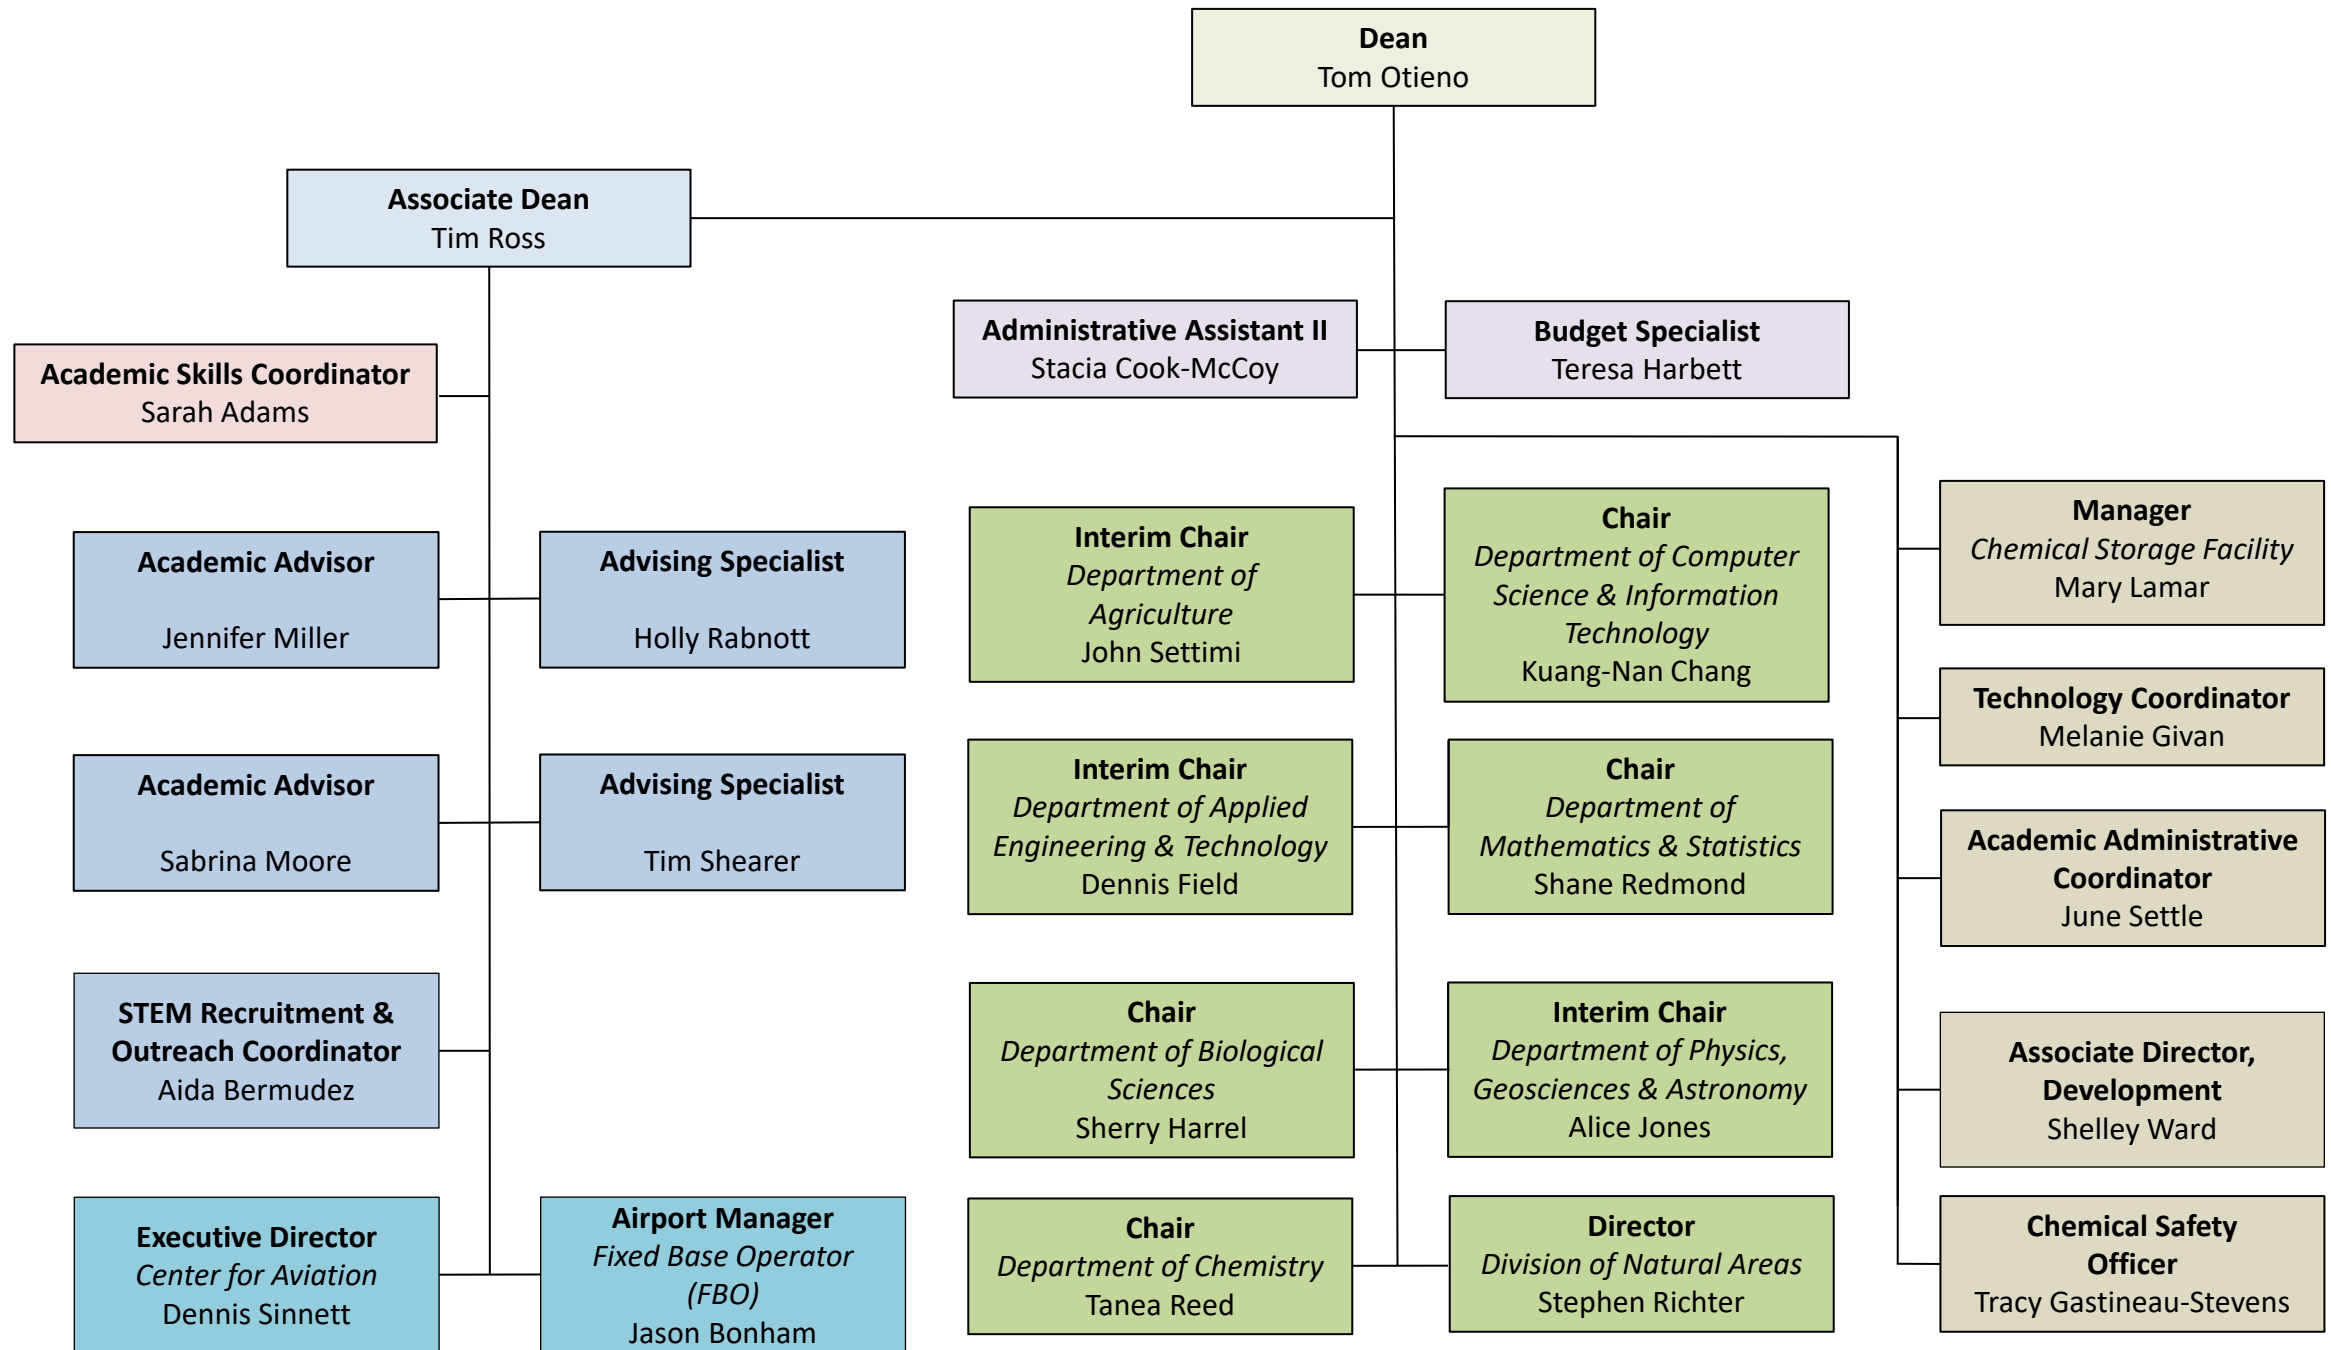 Dean
Tom Otieno
Associate Dean
Tim Ross
Administrative Assistant II
Stacia Cook-McCoy
Budget Specialist
Teresa Harbett
Academic Skills Coordinator
Sarah Adams
Academic Advisor
Jennifer Miller
Advising Specialist
Holly Rabnott
Academic Advisor
Sabrina Moore
Advising Specialist
Tim Shearer
STEM Recruitment &
Outreach Coordinator
Aida Bermudez
Executive Director
Center for Aviation
Dennis Sinnett
Airport Manager
Fixed Base Operator
(FBO)
Jason Bonham
Interim Chair
Department of
Agriculture
John Settimi
Chair
Department of Computer
Science & Information
Technology
Kuang-Nan Chang
Interim Chair
Department of Applied
Engineering & Technology
Dennis Field
Chair
Department of
Mathematics & Statistics
Shane Redmond
Chair
Department of Biological
Sciences
Sherry Harrel
Interim Chair
Department of Physics,
Geosciences & Astronomy
Alice Jones
Chair
Department of Chemistry
Tanea Reed
Director
Division of Natural Areas
Stephen Richter
Manager
Chemical Storage Facility
Mary Lamar
Technology Coordinator
Melanie Givan
Academic Administrative
Coordinator
June Settle
Associate Director,
Development
Shelley Ward
Chemical Safety
Officer
Tracy Gastineau-Stevens